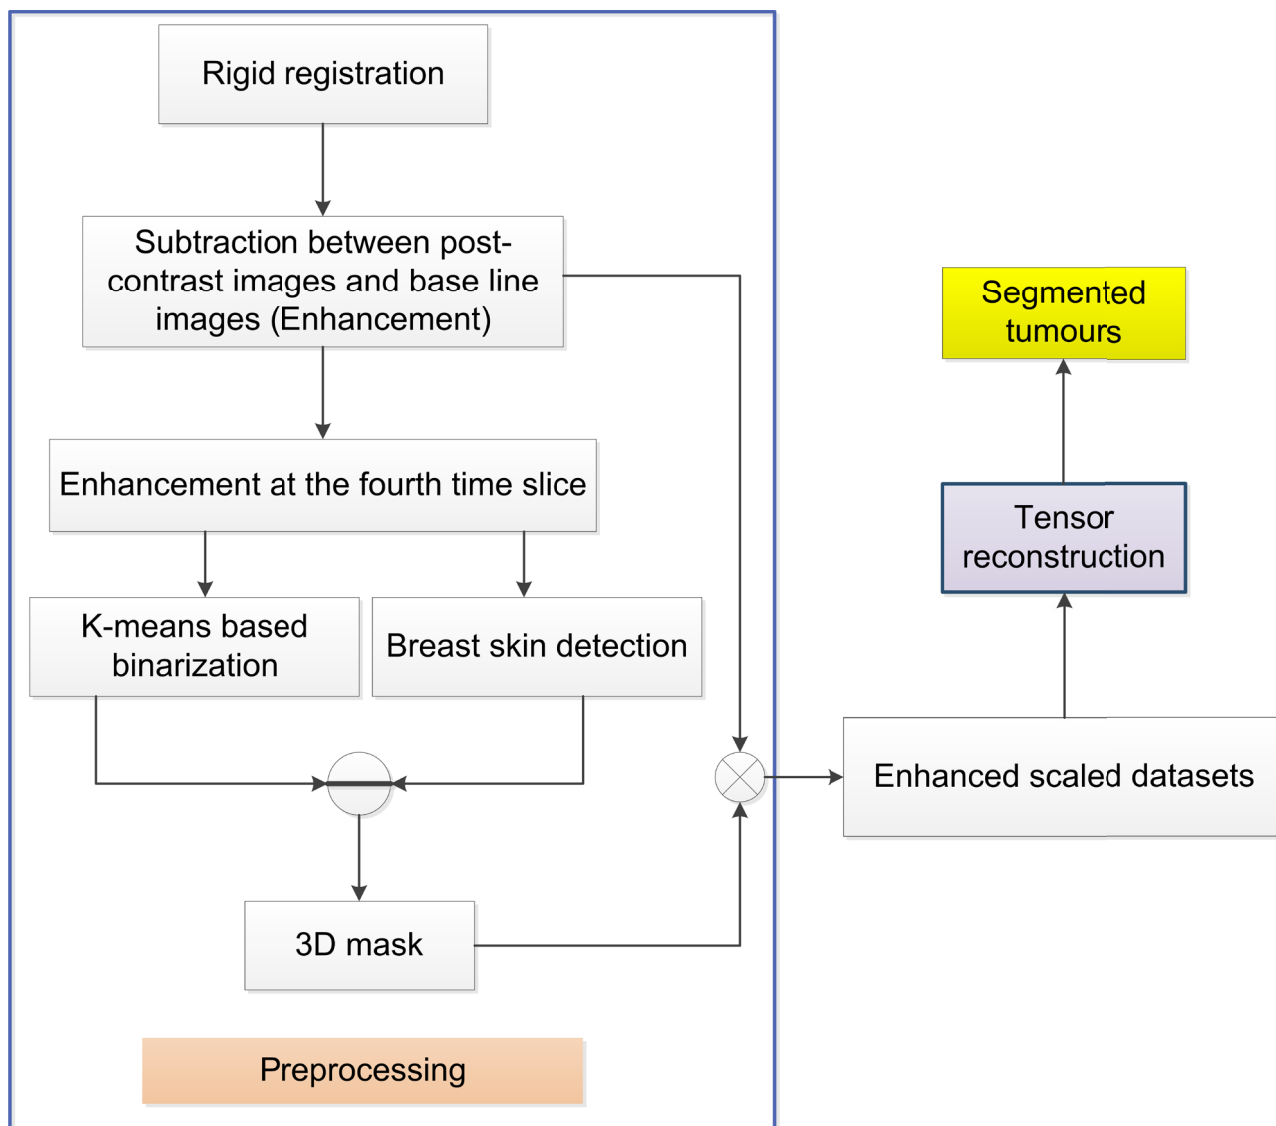 Rigid registration
Subtraction between post-
contrast images and base line
images (Enhancement)
Enhancement at the fourth time slice
K-means based
binarization
Breast skin detection
3D mask
Preprocessing
Segmented
tumours
Tensor
reconstruction
Enhanced scaled datasets